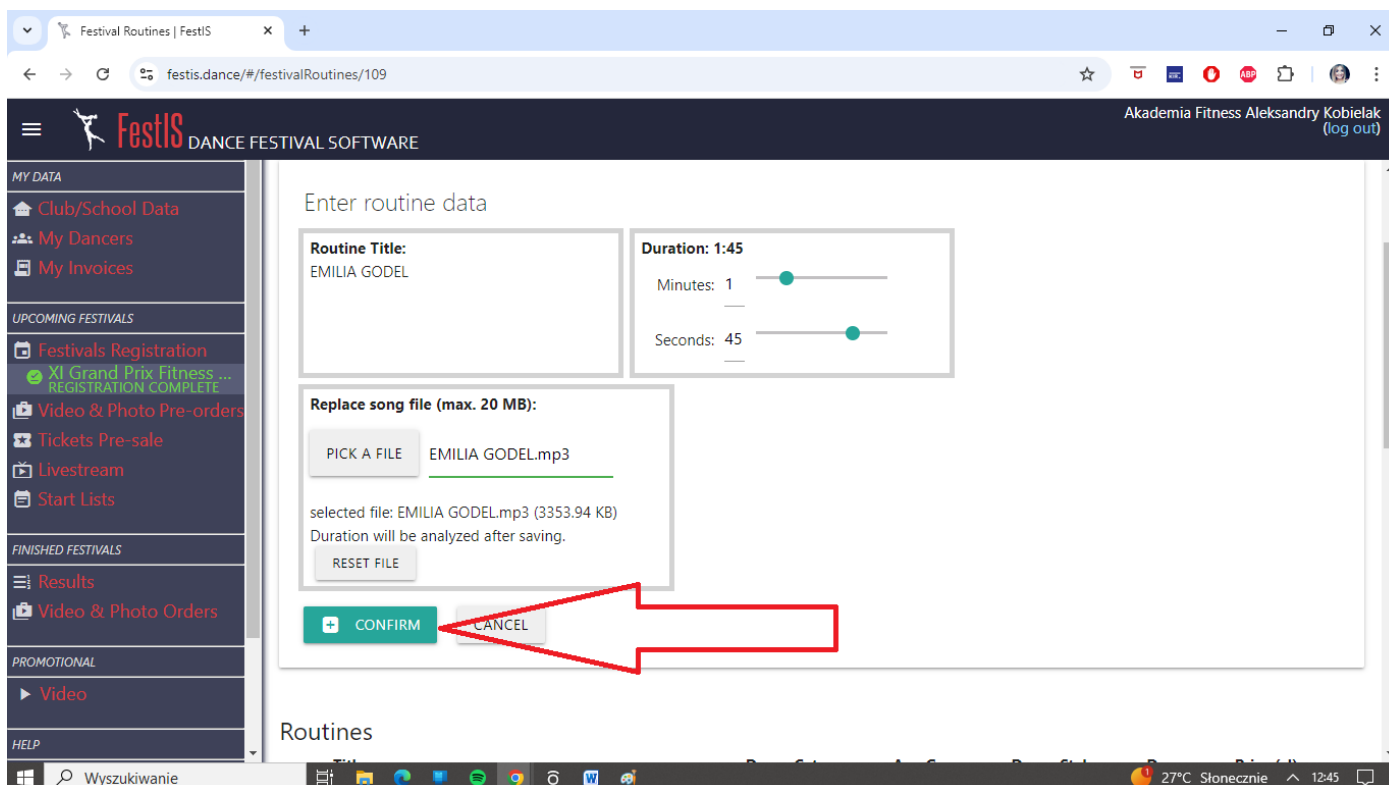 Festival Routines | FestIS
festis.dance/#/festivalRoutines/109
ABP
FestIS DANCE FESTIVAL SOFTWARE
Akademia Fitness Aleksandry Kobielak
(log out)
MY DATA
Club/School Data
My Dancers
My Invoices
UPCOMING FESTIVALS
Festivals Registration
XI Grand Prix Fitness ...
REGISTRATION COMPLETE
Video & Photo Pre-orders
Tickets Pre-sale
Livestream
Start Lists
FINISHED FESTIVALS
Results
Video & Photo Orders
PROMOTIONAL
Video
HELP
Enter routine data
Routine Title:
EMILIA GODEL
Duration: 1:45
Minutes: 1
Seconds: 45
Replace song file (max. 20 MB):
PICK A FILE EMILIA GODEL.mp3
selected file: EMILIA GODEL.mp3 (3353.94 KB)
Duration will be analyzed after saving.
RESET FILE
CONFIRM CANCEL
Routines
Wyszukiwanie
W
1
27°C Słonecznie 12:45